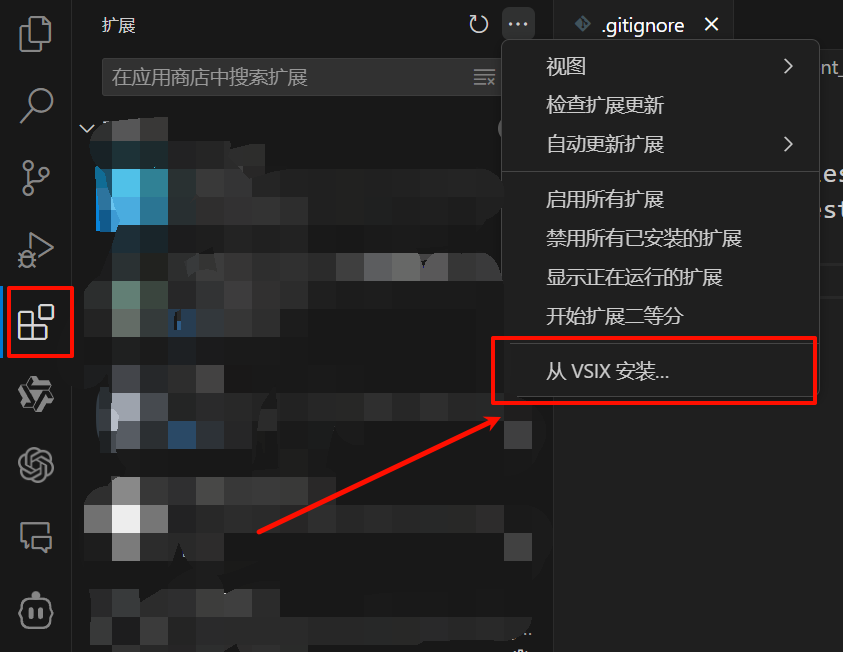 扩展
.gitignore
在应用商店中搜索扩展
视图
检查扩展更新
自动更新扩展
启用所有扩展
禁用所有已安装的扩展
显示正在运行的扩展
开始扩展二等分
从 VSIX 安装...